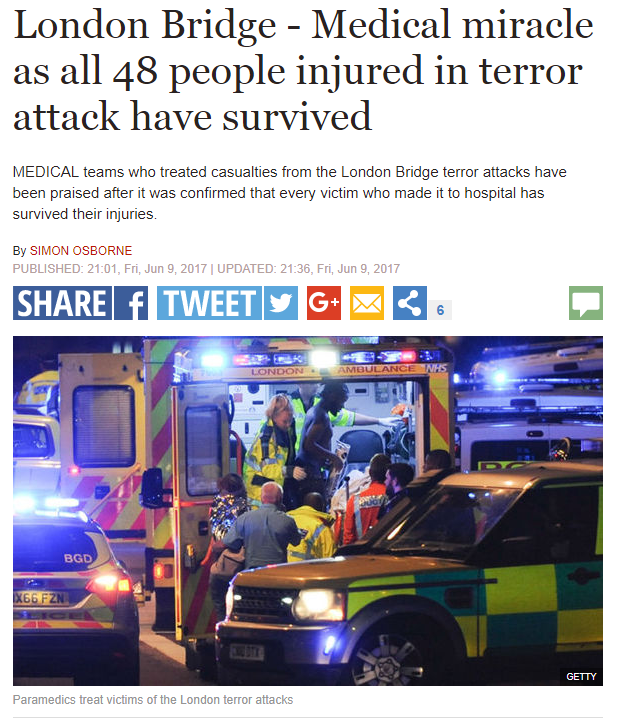 London Bridge - Medical miracle
as all 48 people injured in terror
attack have survived
MEDICAL teams who treated casualties from the London Bridge terror attacks have
been praised after it was confirmed that every victim who made it to hospital has
survived their injuries.
By SIMON OSBORNE
PUBLISHED: 21:01, Fri, Jun 9, 2017 | UPDATED: 21:36, Fri, Jun 9, 2017
SHARE f TWEET G+ 6
LONDON AMBULANCE NHS
BGD
X66 FZN
GETTY
Paramedics treat victims of the London terror attacks